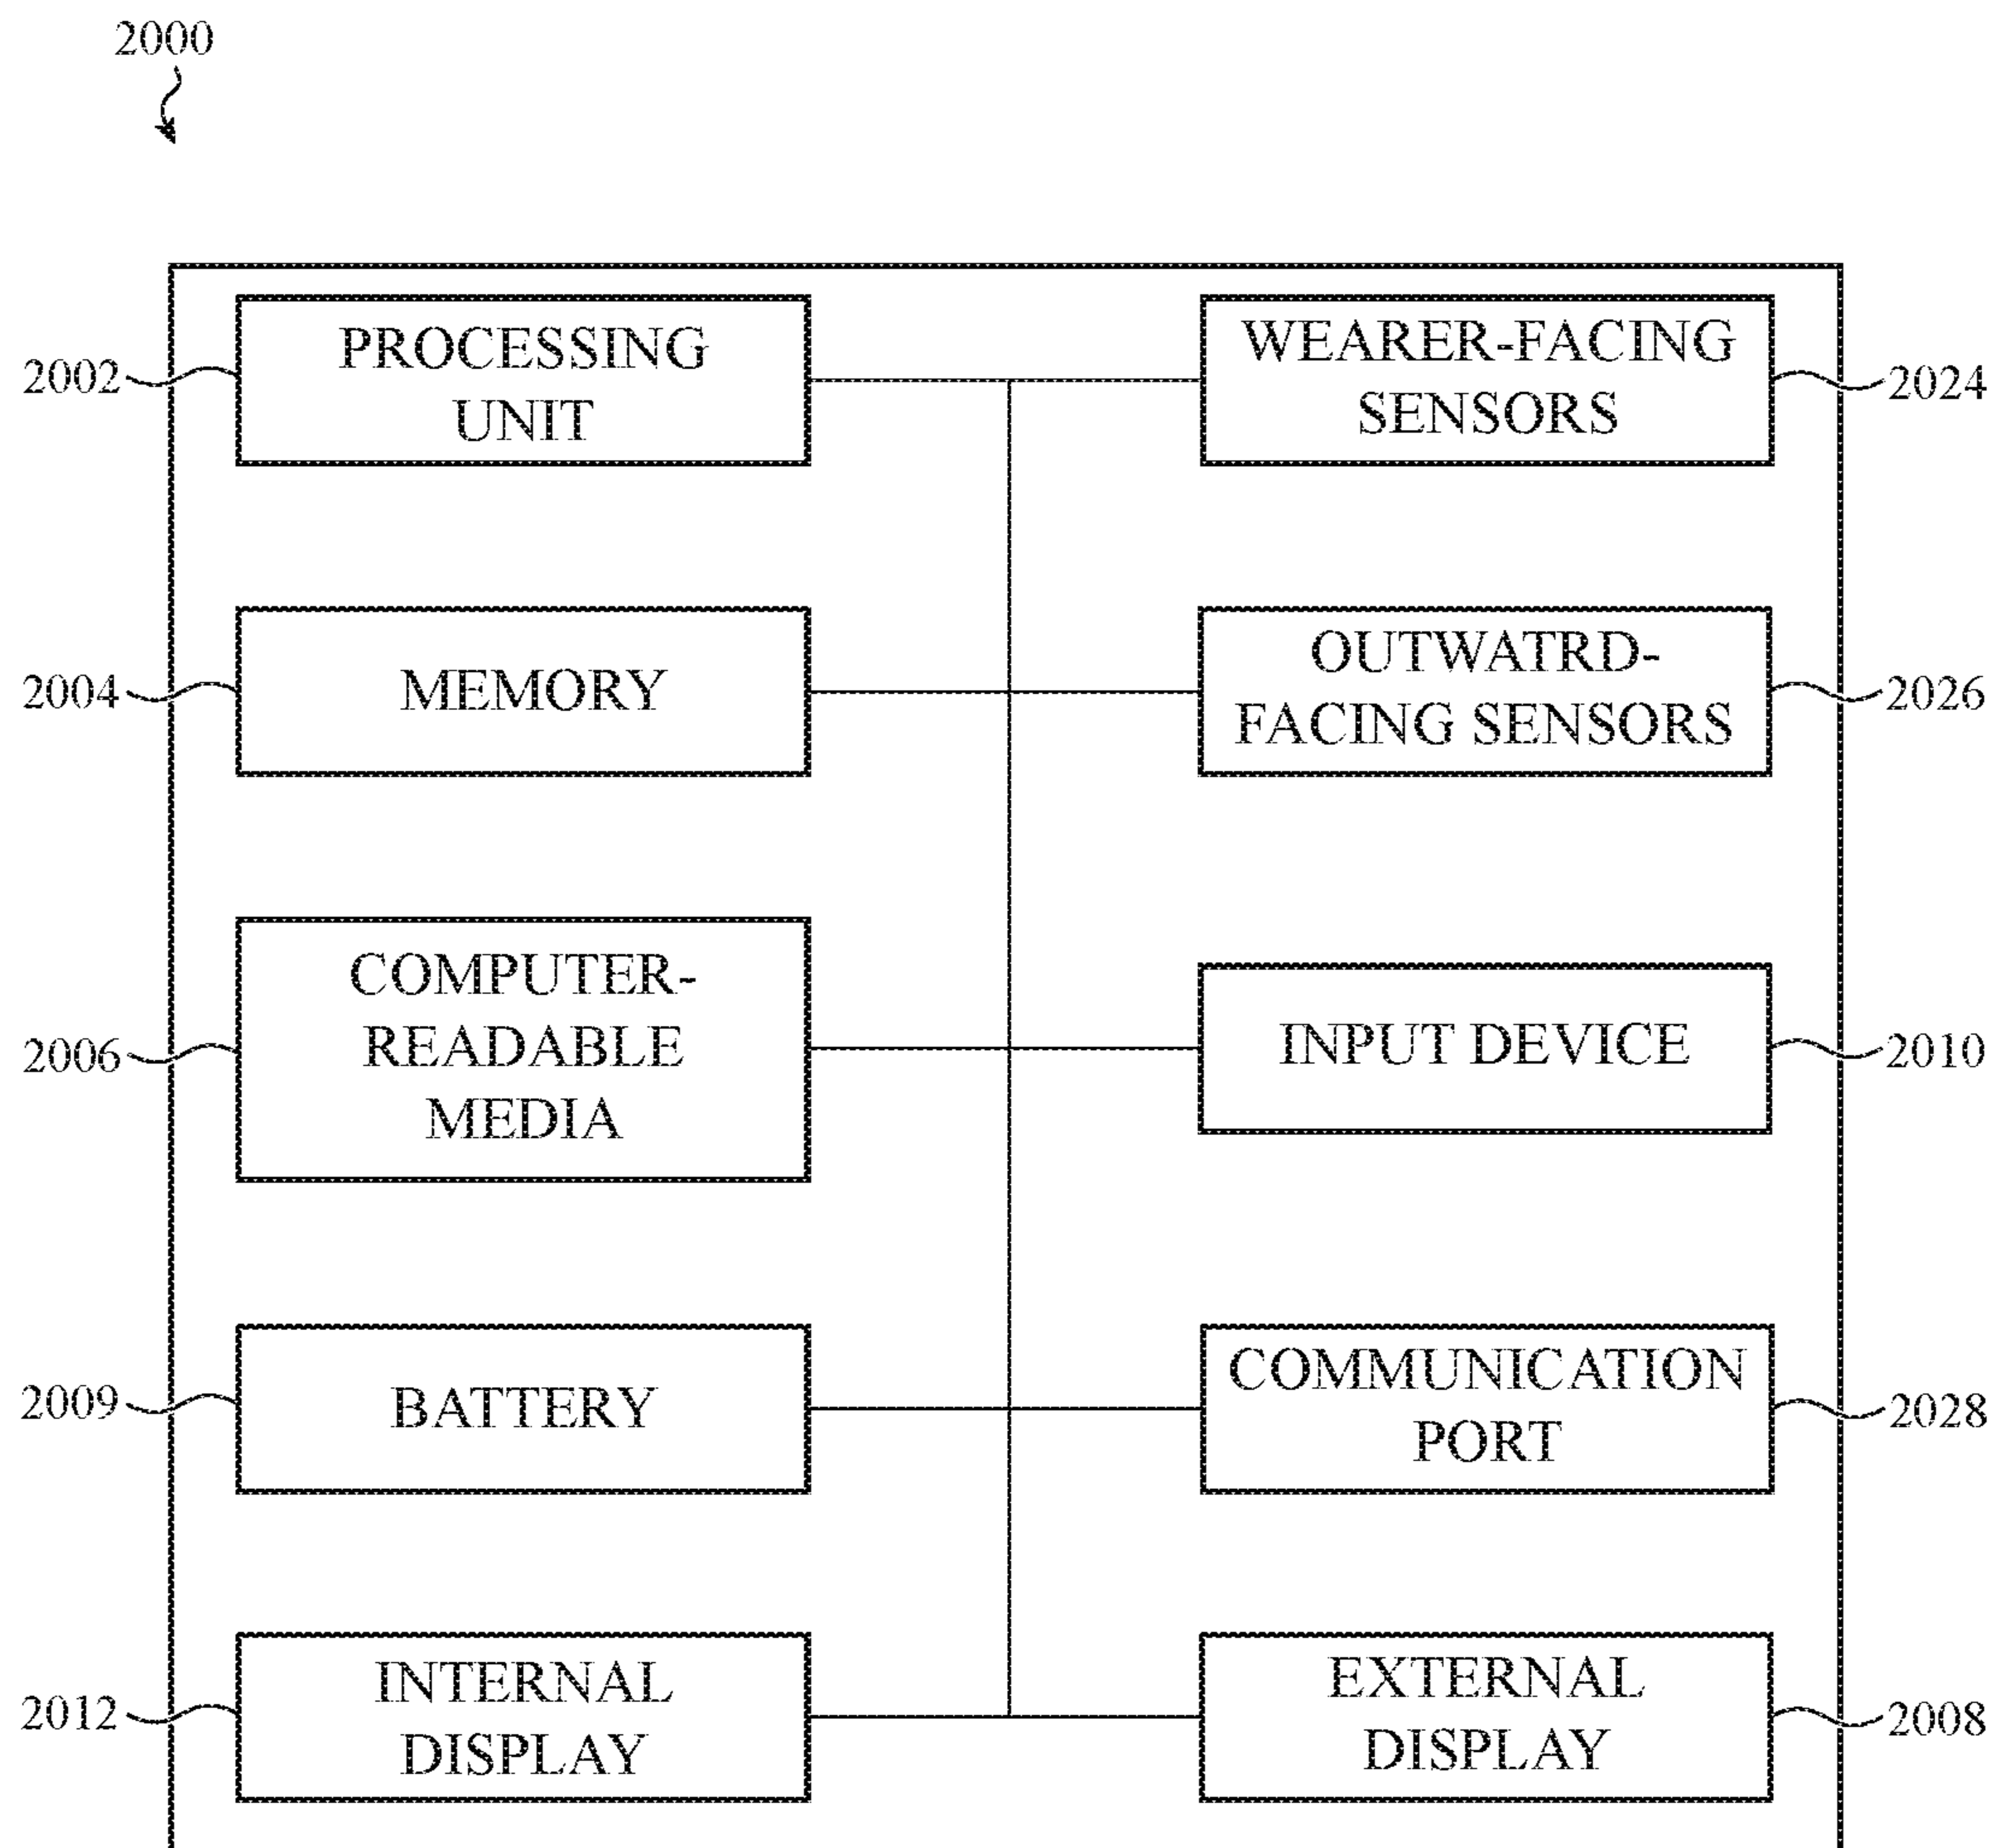 2000
PROCESSING
UNIT
2002
WEARER-FACING
SENSORS
2024
MEMORY
2004
OUTWATRD-
FACING SENSORS
2026
COMPUTER-
READABLE
MEDIA
2006
INPUT DEVICE
2010
BATTERY
2009
COMMUNICATION
PORT
2028
INTERNAL
DISPLAY
2012
EXTERNAL
DISPLAY
2008